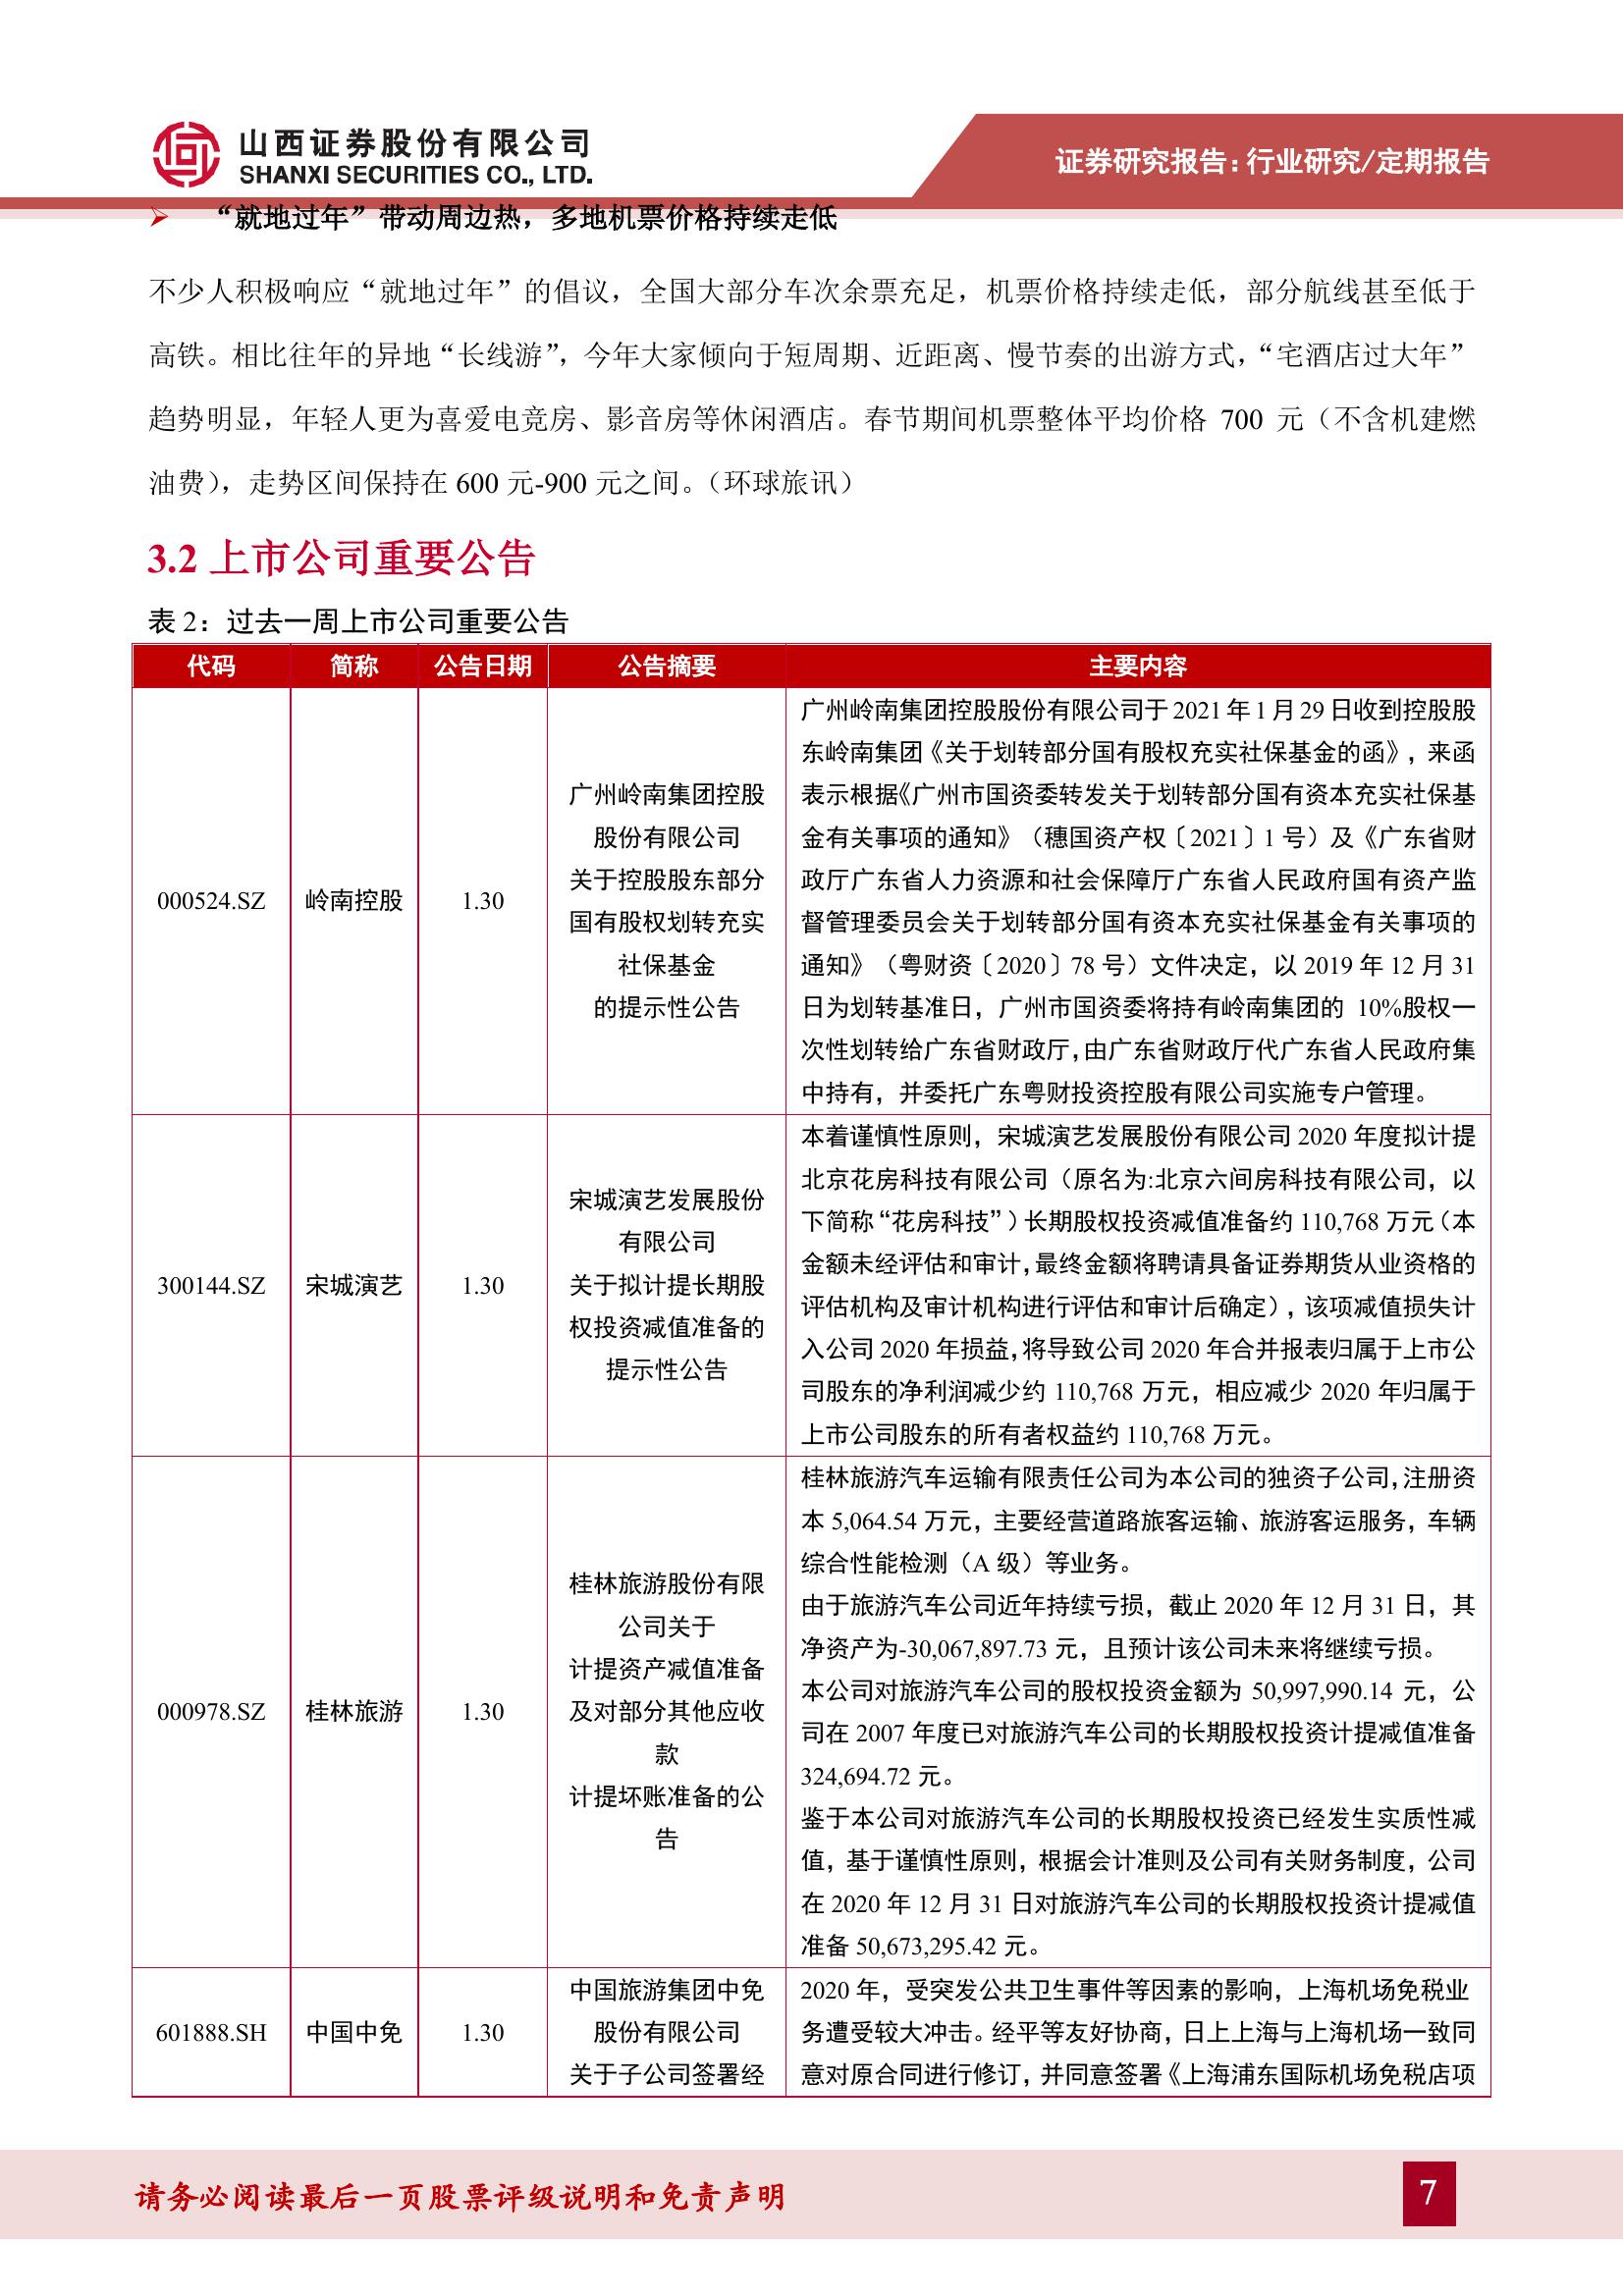 山西证券股份有限公司
SHANXI SECURITIES CO., LTD.
证券研究报告：行业研究/定期报告
“就地过年”带动周边热，多地机票价格持续走低
不少人积极响应“就地过年”的倡议，全国大部分车次余票充足，机票价格持续走低，部分航线甚至低于
高铁。相比往年的异地“长线游”，今年大家倾向于短周期、近距离、慢节奏的出游方式，“宅酒店过大年”
趋势明显，年轻人更为喜爱电竞房、影音房等休闲酒店。春节期间机票整体平均价格 700 元（不含机建燃
油费），走势区间保持在 600 元-900 元之间。（环球旅讯）
3.2 上市公司重要公告
表 2：过去一周上市公司重要公告
代码 简称 公告日期 公告摘要 主要内容
000524.SZ
岭南控股
1.30
广州岭南集团控股
股份有限公司
关于控股股东部分
国有股权划转充实
社保基金
的提示性公告
广州岭南集团控股股份有限公司于 2021 年 1 月 29 日收到控股股
东岭南集团《关于划转部分国有股权充实社保基金的函》，来函
表示根据《广州市国资委转发关于划转部分国有资本充实社保基
金有关事项的通知》（穗国资产权〔2021〕1 号）及《广东省财
政厅广东省人力资源和社会保障厅广东省人民政府国有资产监
督管理委员会关于划转部分国有资本充实社保基金有关事项的
通知》（粤财资〔2020〕78 号）文件决定，以 2019 年 12 月 31
日为划转基准日，广州市国资委将持有岭南集团的 10%股权一
次性划转给广东省财政厅，由广东省财政厅代广东省人民政府集
中持有，并委托广东粤财投资控股有限公司实施专户管理。
300144.SZ
宋城演艺
1.30
宋城演艺发展股份
有限公司
关于拟计提长期股
权投资减值准备的
提示性公告
本着谨慎性原则，宋城演艺发展股份有限公司 2020 年度拟计提
北京花房科技有限公司（原名为:北京六间房科技有限公司，以
下简称“花房科技”）长期股权投资减值准备约 110,768 万元（本
金额未经评估和审计，最终金额将聘请具备证券期货从业资格的
评估机构及审计机构进行评估和审计后确定），该项减值损失计
入公司 2020 年损益，将导致公司 2020 年合并报表归属于上市公
司股东的净利润减少约 110,768 万元，相应减少 2020 年归属于
上市公司股东的所有者权益约 110,768 万元。
000978.SZ
桂林旅游
1.30
桂林旅游股份有限
公司关于
计提资产减值准备
及对部分其他应收
款
计提坏账准备的公
告
桂林旅游汽车运输有限责任公司为本公司的独资子公司，注册资
本 5,064.54 万元，主要经营道路旅客运输、旅游客运服务，车辆
综合性能检测（A 级）等业务。
由于旅游汽车公司近年持续亏损，截止 2020 年 12 月 31 日，其
净资产为-30,067,897.73 元，且预计该公司未来将继续亏损。
本公司对旅游汽车公司的股权投资金额为 50,997,990.14 元，公
司在 2007 年度已对旅游汽车公司的长期股权投资计提减值准备
324,694.72 元。
鉴于本公司对旅游汽车公司的长期股权投资已经发生实质性减
值，基于谨慎性原则，根据会计准则及公司有关财务制度，公司
在 2020 年 12 月 31 日对旅游汽车公司的长期股权投资计提减值
准备 50,673,295.42 元。
601888.SH
中国中免
1.30
中国旅游集团中免
股份有限公司
关于子公司签署经
2020 年，受突发公共卫生事件等因素的影响，上海机场免税业
务遭受较大冲击。经平等友好协商，日上上海与上海机场一致同
意对原合同进行修订，并同意签署《上海浦东国际机场免税店项
请务必阅读最后一页股票评级说明和免责声明
7